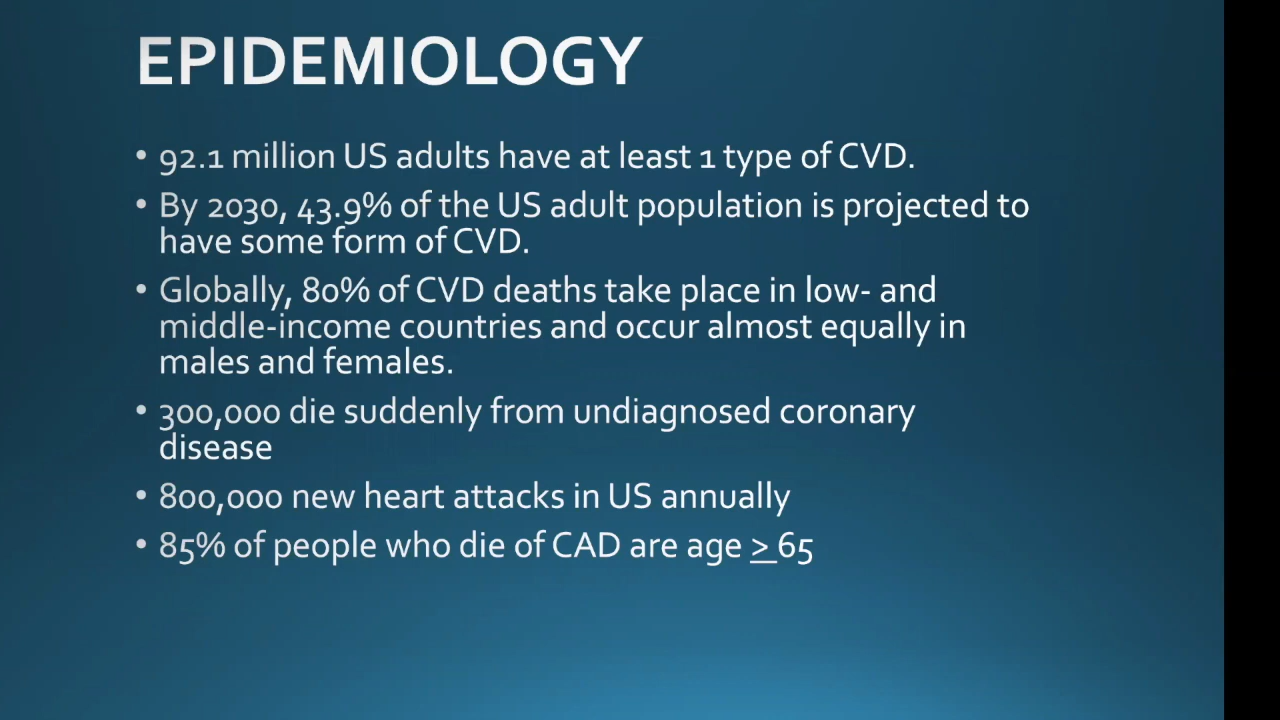 EPIDEMIOLOGY
• 92.1 million US adults have at least 1 type of CVD.
• By 2030, 43.9% of the US adult population is projected to
have some form of CVD.
• Globally, 80% of CVD deaths take place in low- and
middle-income countries and occur almost equally in
males and females.
• 300,000 die suddenly from undiagnosed coronary
disease
• 800,000 new heart attacks in US annually
• 85% of people who die of CAD are age > 65